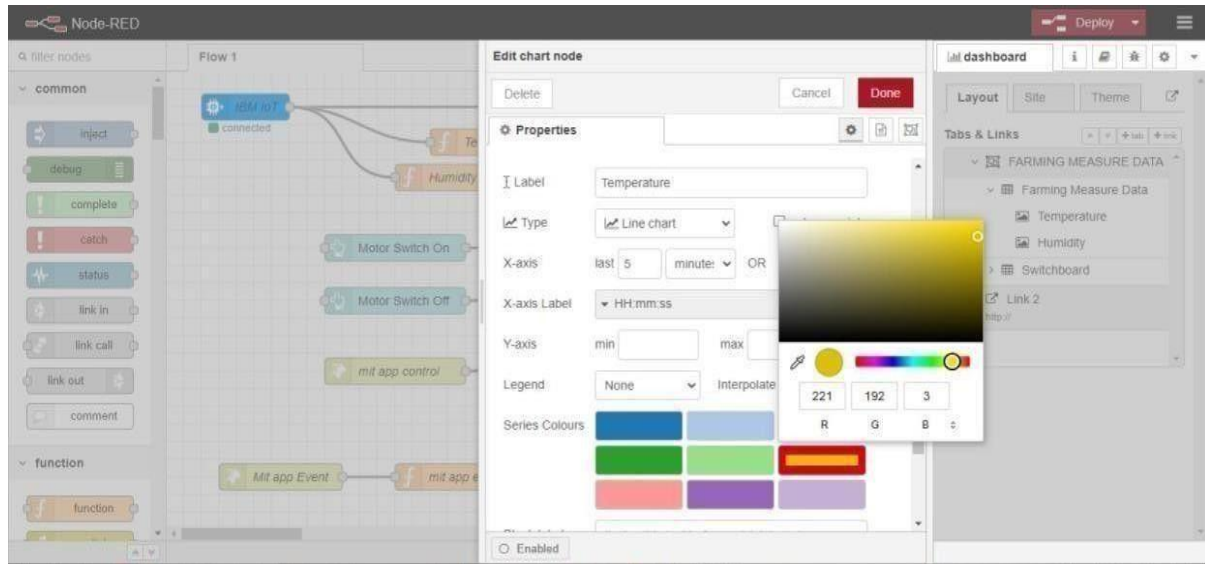 Node-RED
Deploy
filter nodes
common
inject
debug
complete
catch
status
link in
link call
link out
comment
function
function
Flow 1
IBM IoT
connected
Te
Humidity
Motor Switch On
Motor Switch Off
mit app control
Mit app Event
mit app e
Edit chart node
Delete
Cancel
Done
Properties
Label
Temperature
Type
Line chart
X-axis
last 5
minute:
OR
X-axis Label
HH:mm:ss
Y-axis
min
max
Legend
None
Interpolate
Series Colours
Enabled
221
192
3
R
G
B
dashboard
i
Layout
Site
Theme
Tabs & Links
+ tab
+ link
FARMING MEASURE DATA
Farming Measure Data
Temperature
Humidity
Switchboard
Link 2
http://